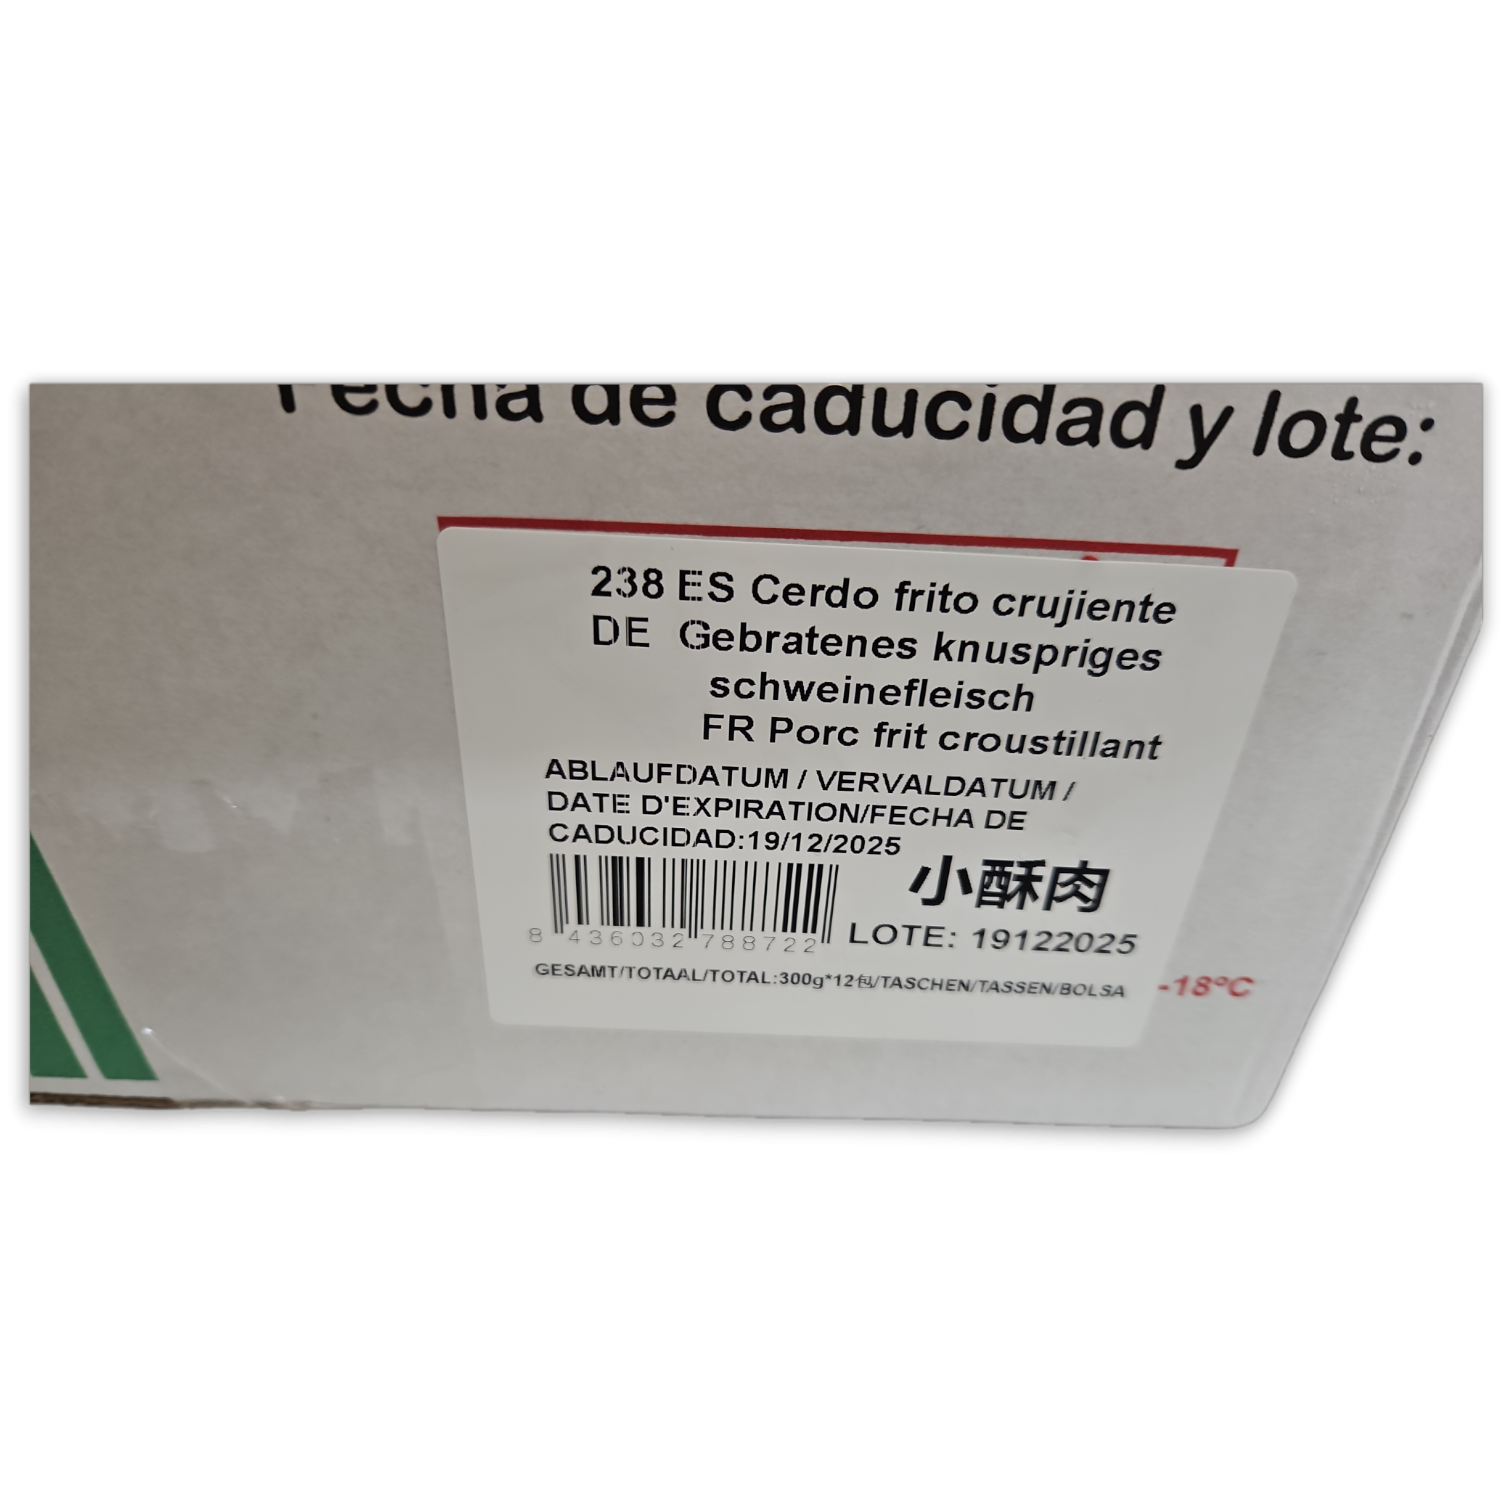 Fecha de caducidad y lote:
238 ES Cerdo frito crujiente
DE Gebratenes knuspriges
schweinefleisch
FR Porc frit croustillant
ABLAUFDATUM / VERVALDATUM /
DATE D'EXPIRATION/FECHA DE
CADUCIDAD:19/12/2025
小酥肉
8 436032 788722
LOTE: 19122025
GESAMT/TOTAAL/TOTAL:300g*12包/TASCHEN/TASSEN/BOLSA
-18ºC